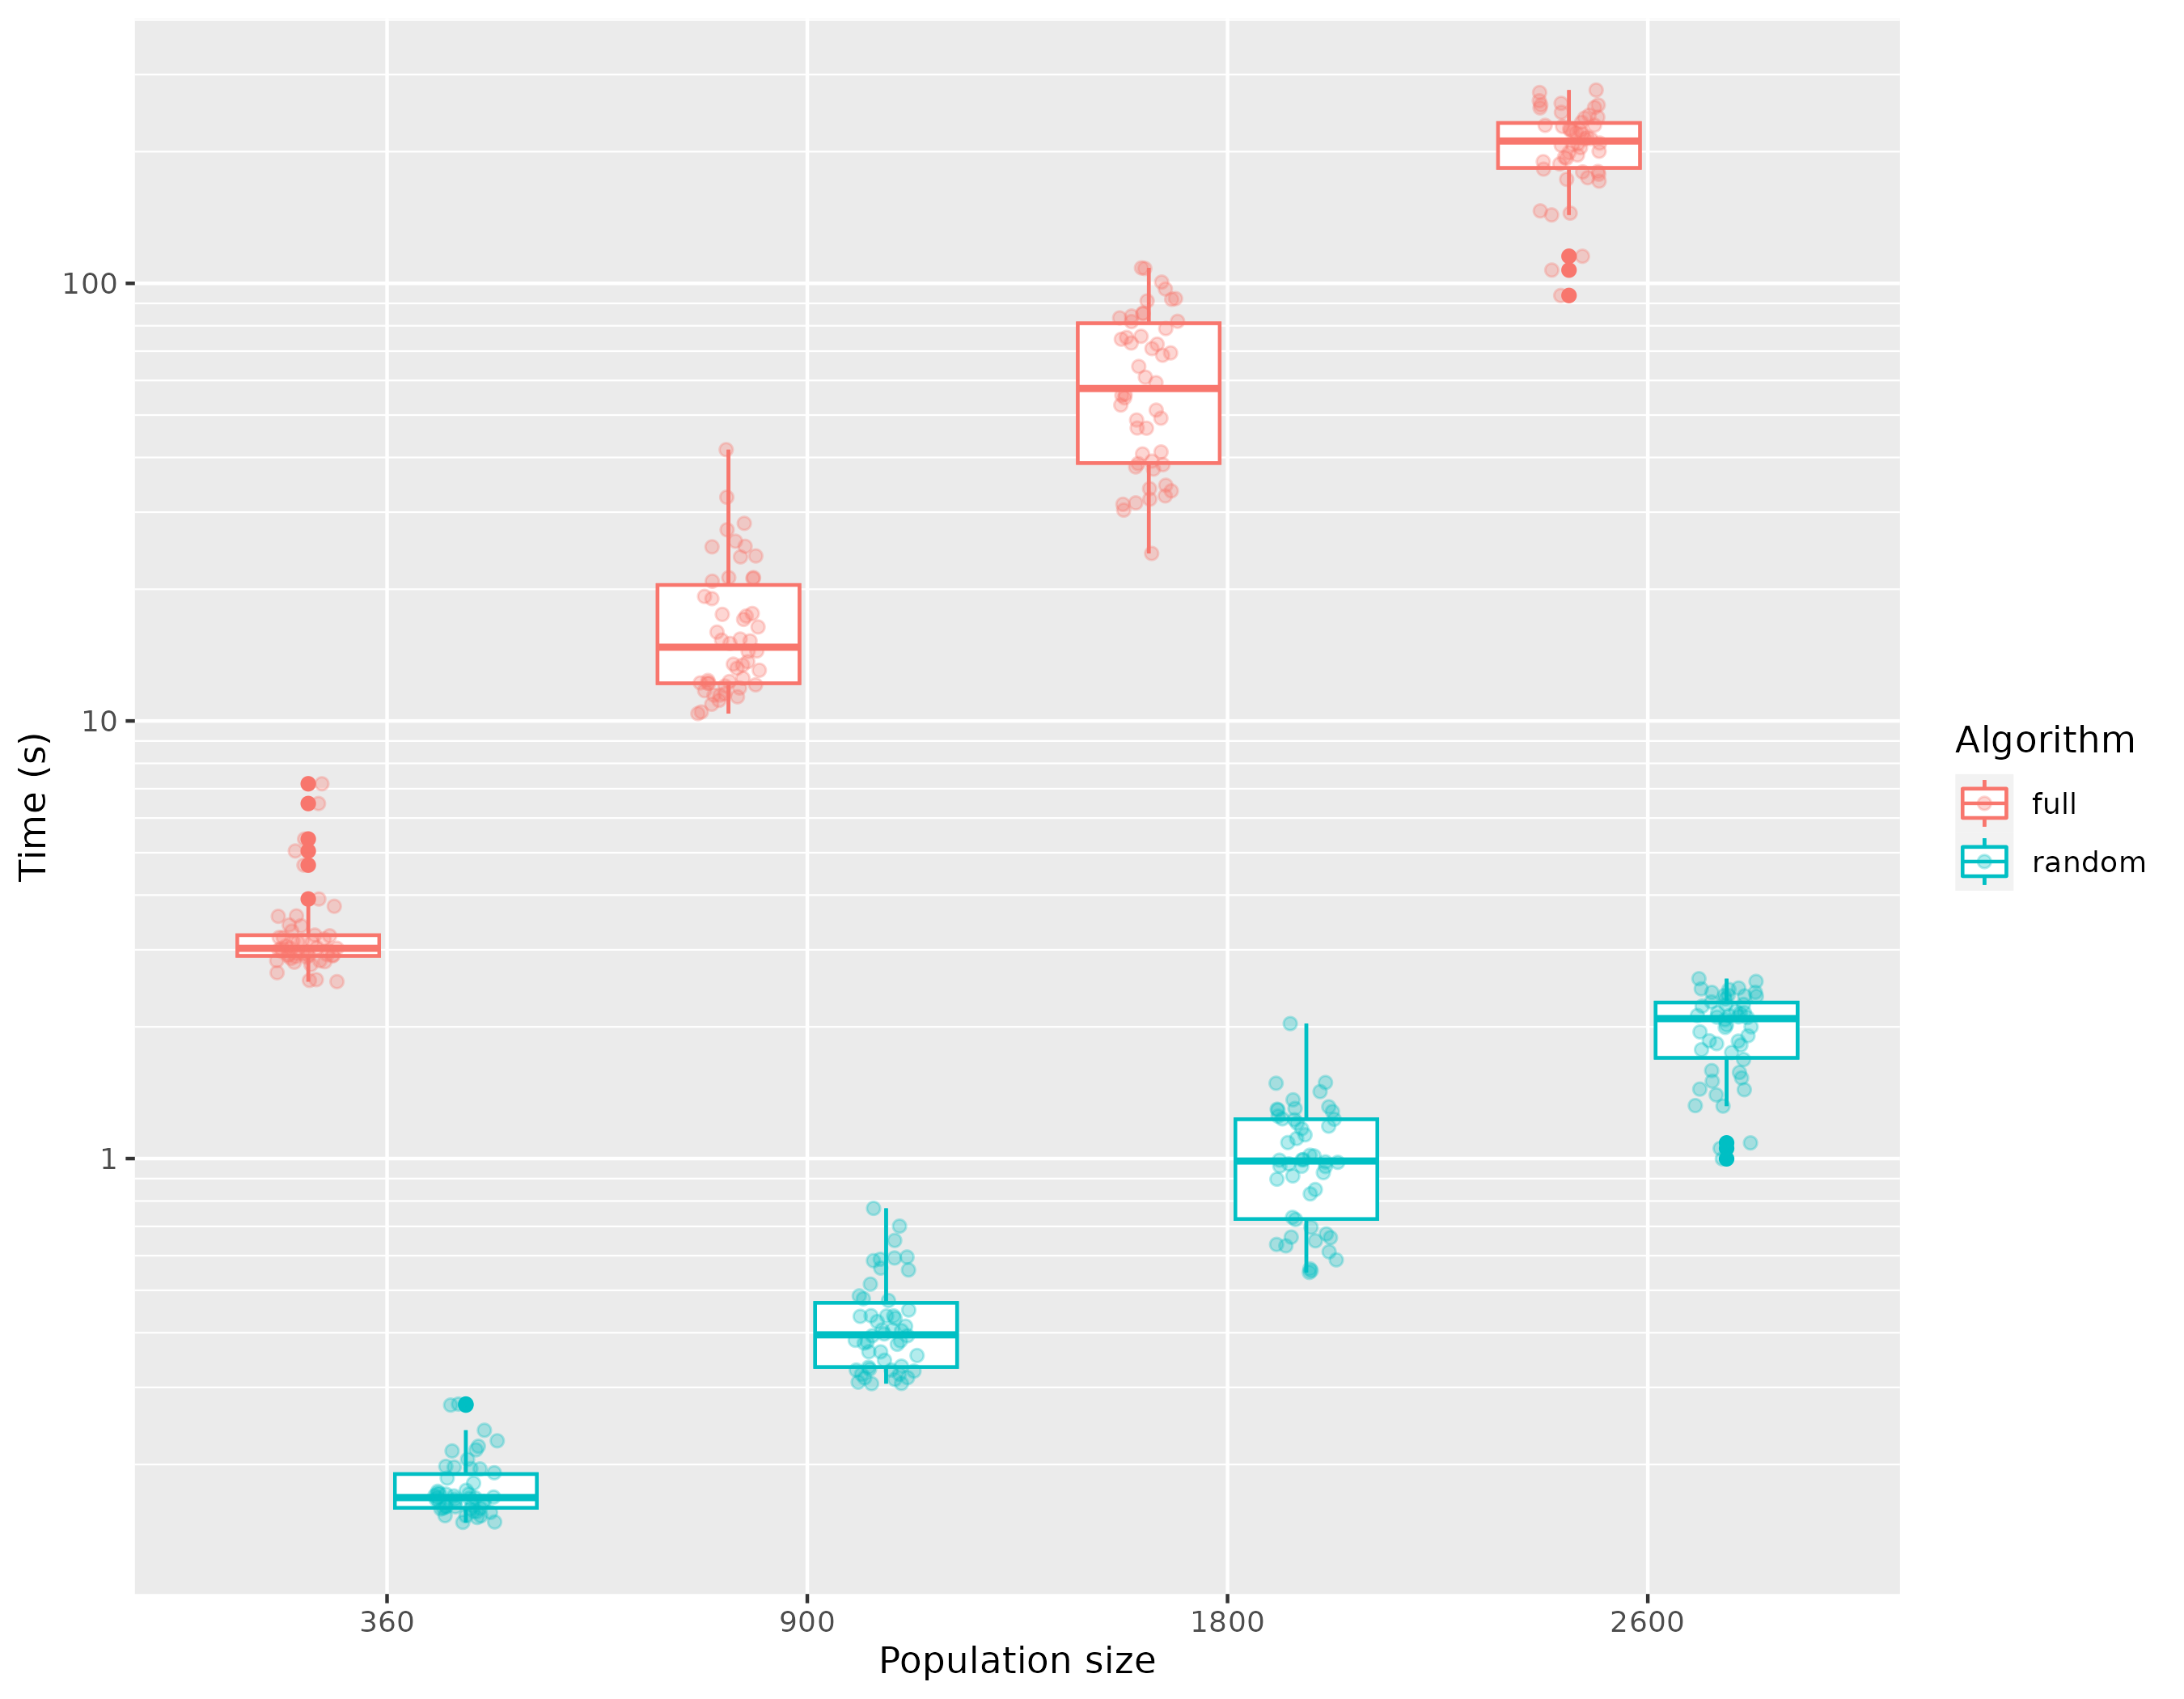 Time (s)
100
10
1
360 900 1800 2600
Population size
Algorithm
full
random